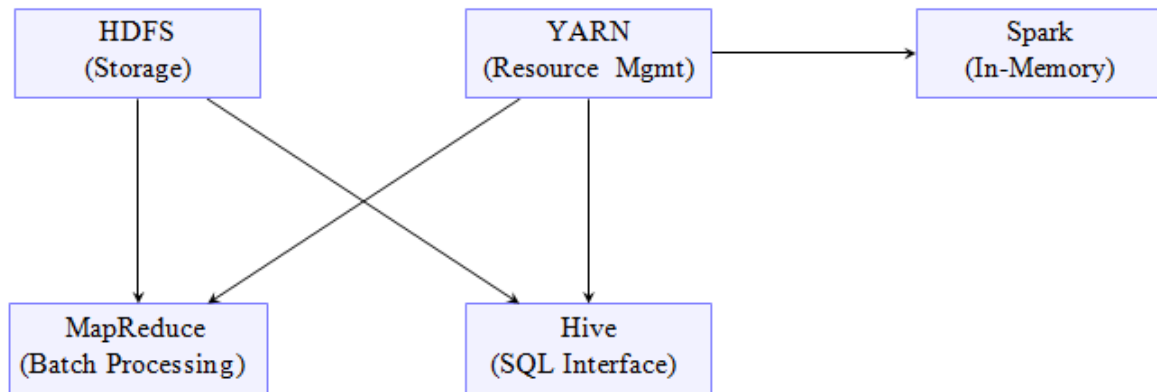 HDFS
(Storage)
YARN
(Resource Mgmt)
Spark
(In-Memory)
MapReduce
(Batch Processing)
Hive
(SQL Interface)